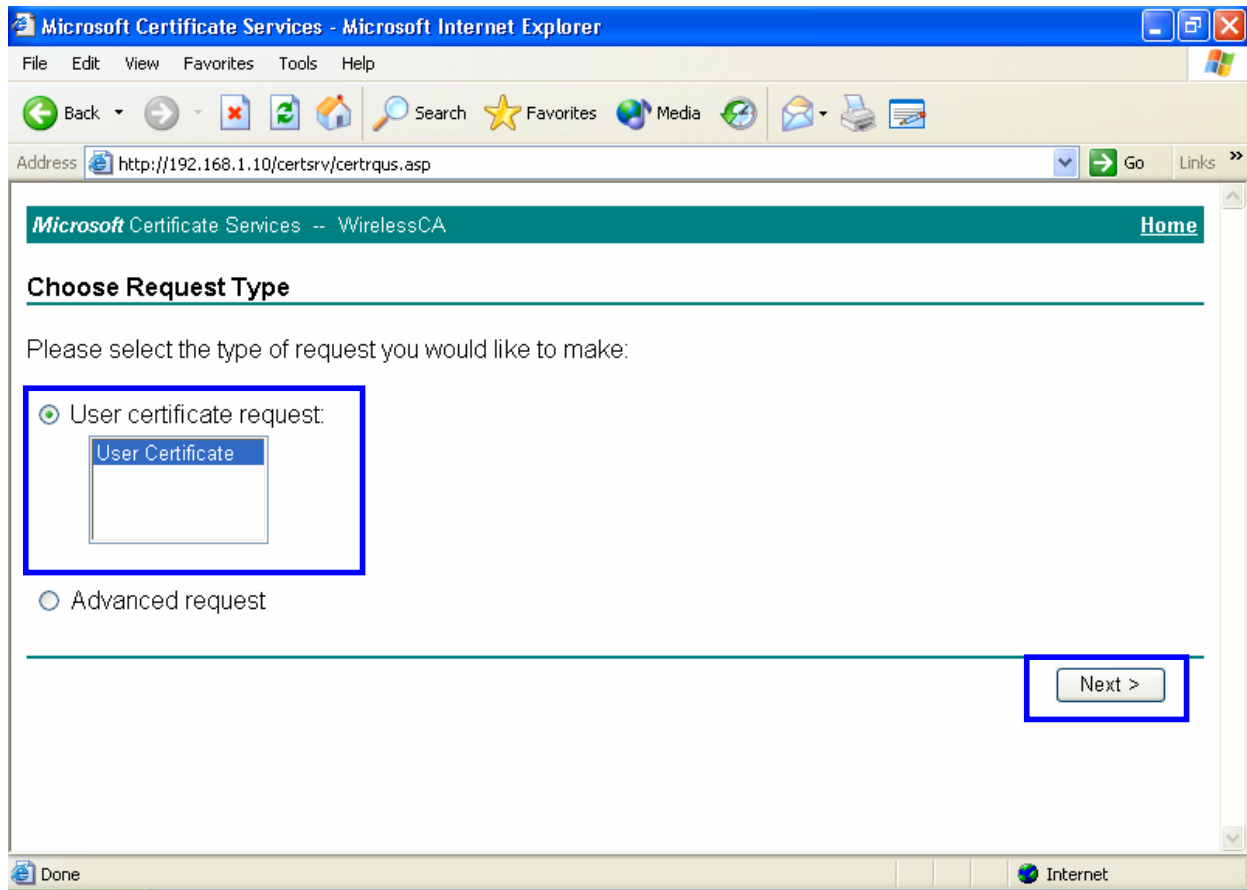 Microsoft Certificate Services - Microsoft Internet Explorer
File Edit View Favorites Tools Help
Back Search Favorites Media
Address http://192.168.1.10/certsrv/certrqus.asp Go Links »
Microsoft Certificate Services -- WirelessCA Home
Choose Request Type
Please select the type of request you would like to make:
User certificate request:
User Certificate
Advanced request
Next >
Done Internet